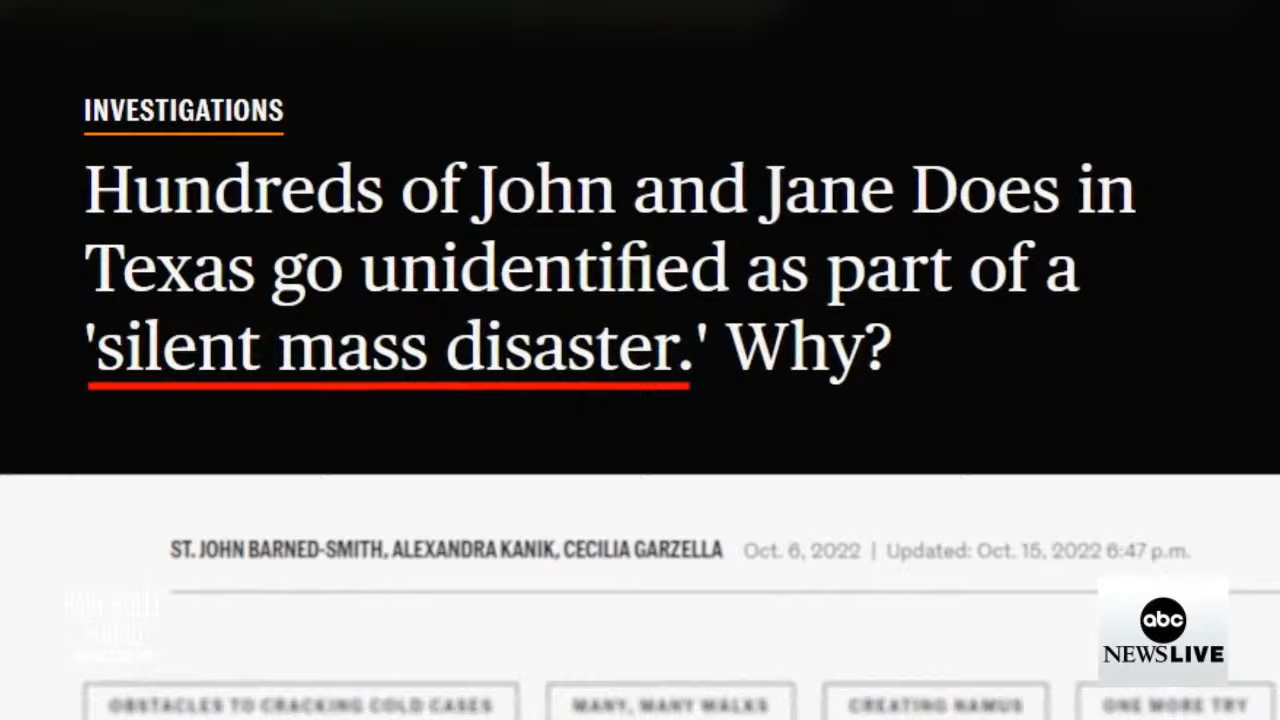 INVESTIGATIONS
Hundreds of John and Jane Does in
Texas go unidentified as part of a
'silent mass disaster.' Why?
ST. JOHN BARNED-SMITH, ALEXANDRA KANIK, CECILIA GARZELLA Oct. 6, 2022 | Updated: Oct. 15, 2022 6:47 p.m.
abc
NEWS LIVE
OBSTACLES TO CRACKING COLD CASES MANY, MANY WALKS CREATING NAMUS ONE MORE TRY